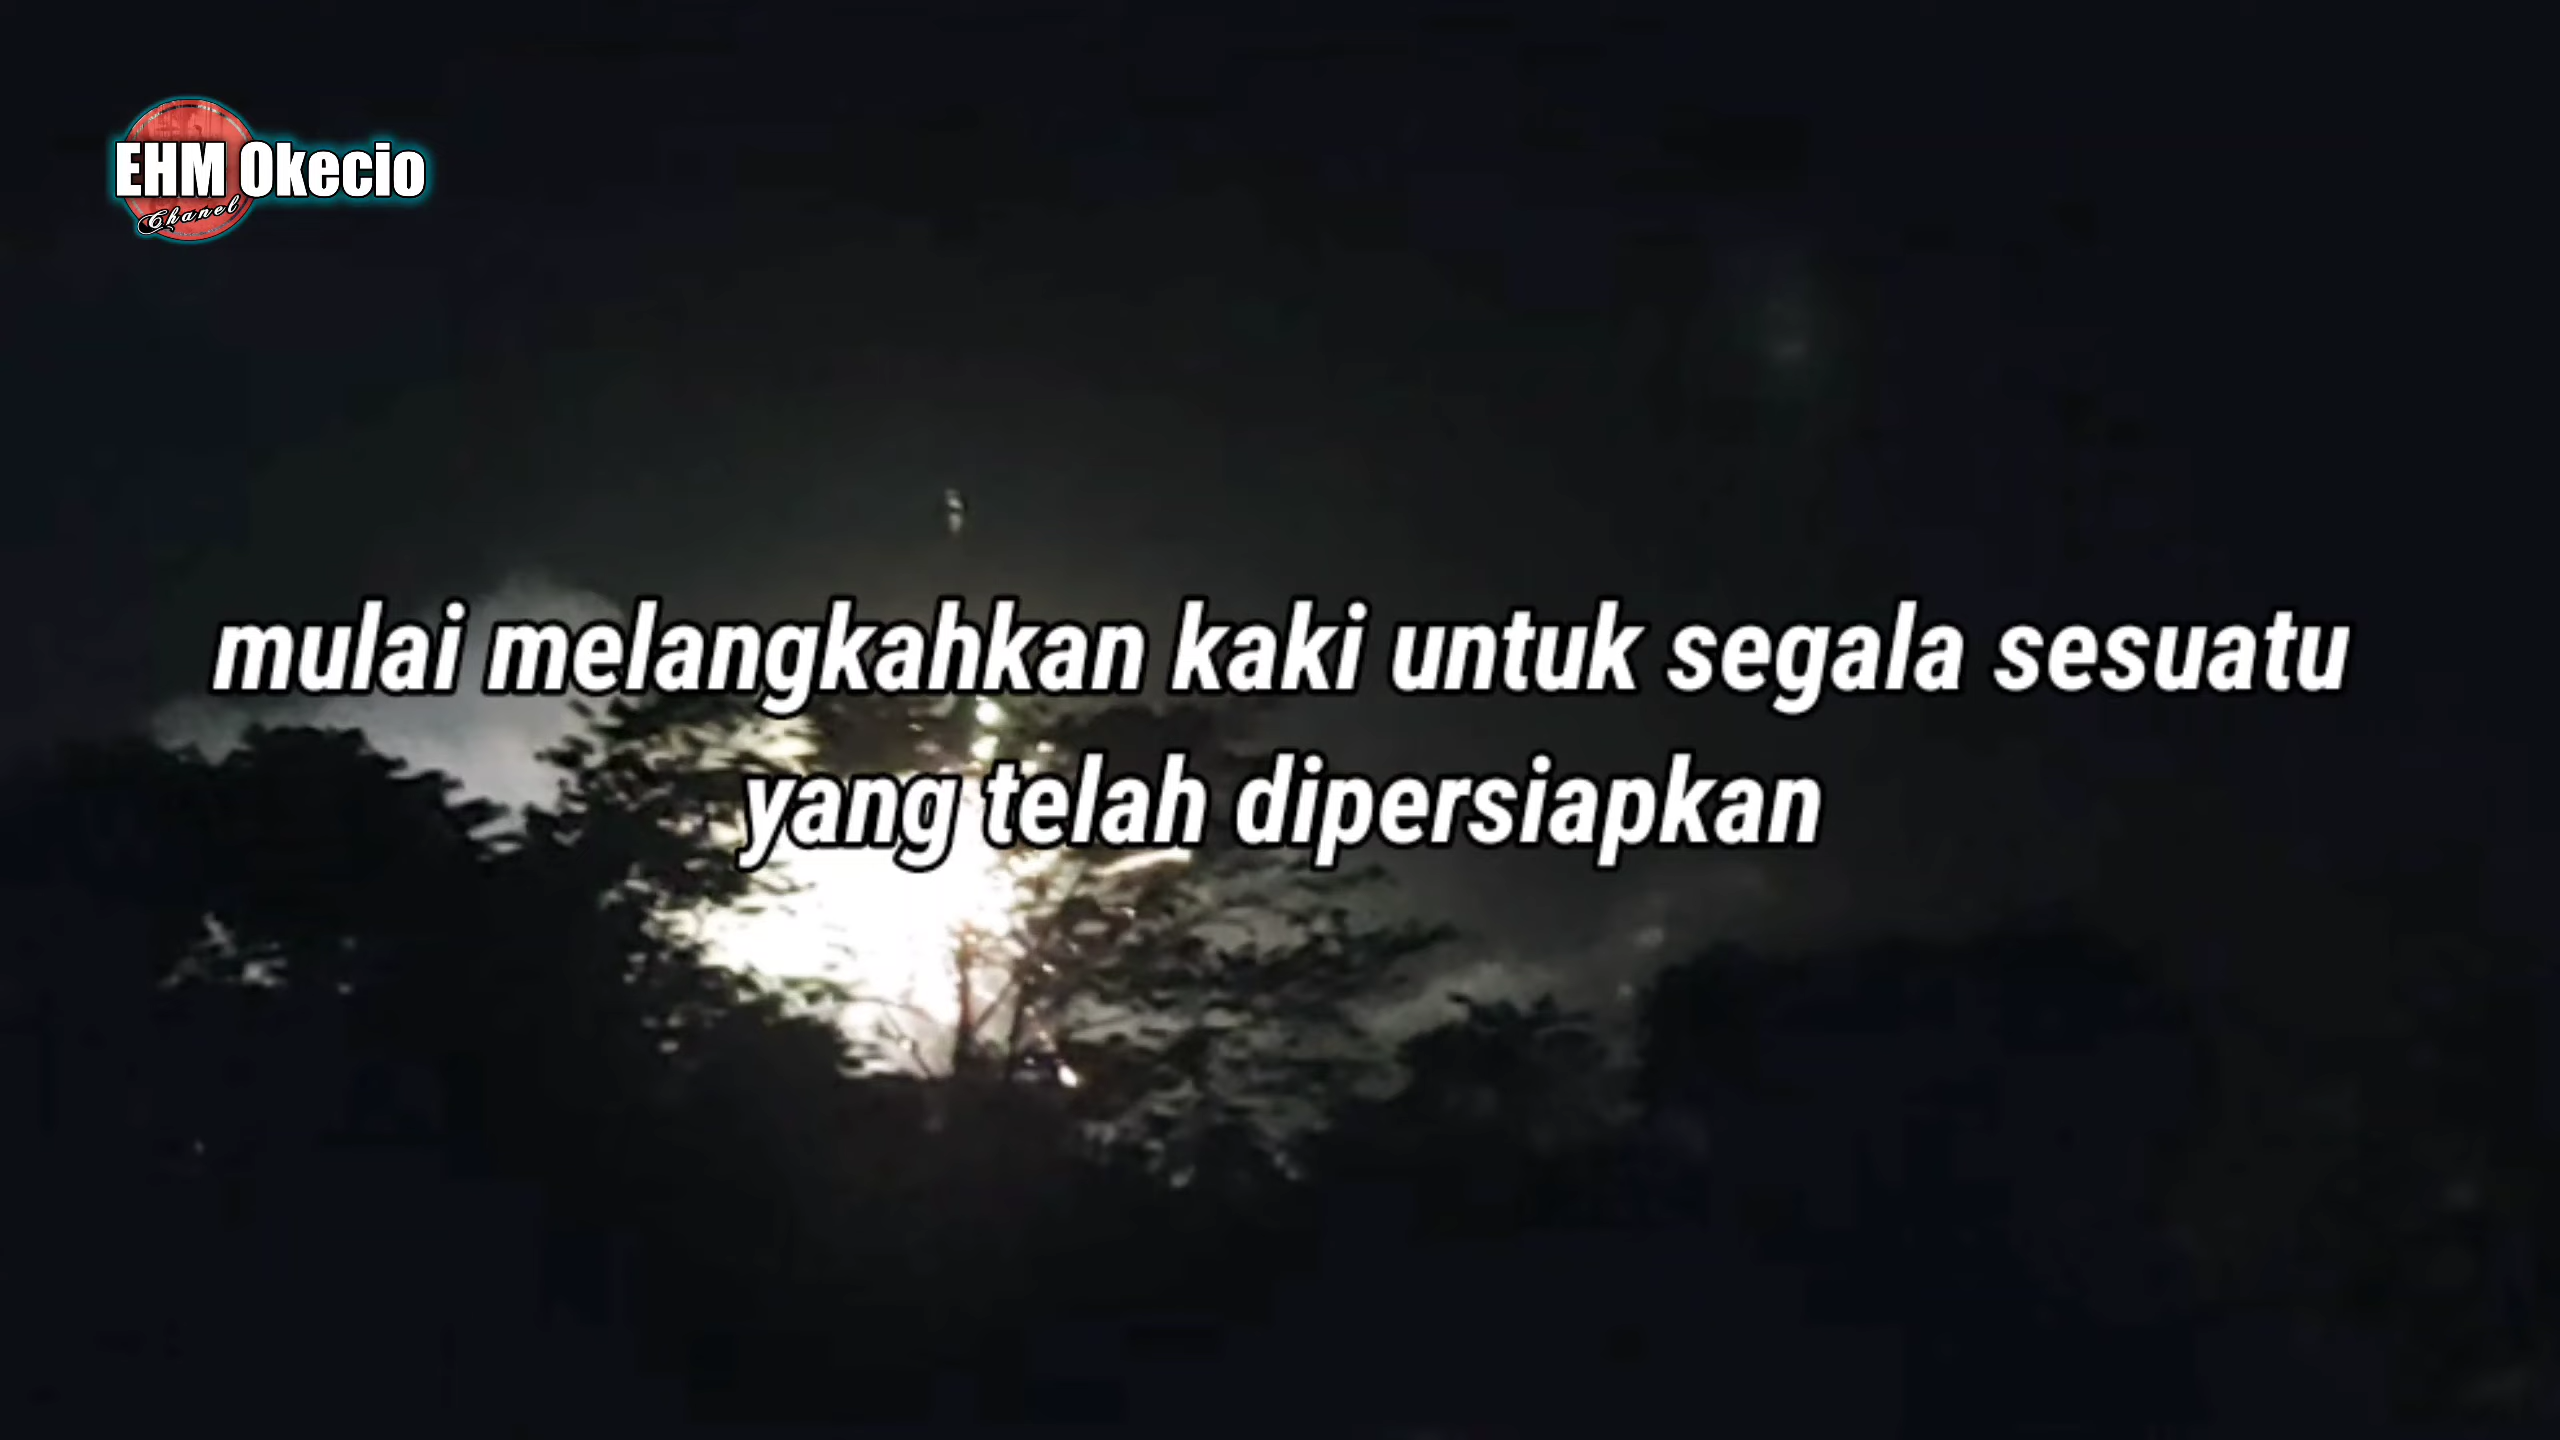 EHM Okecio
Chanel
mulai melangkahkan kaki untuk segala sesuatu
yang telah dipersiapkan